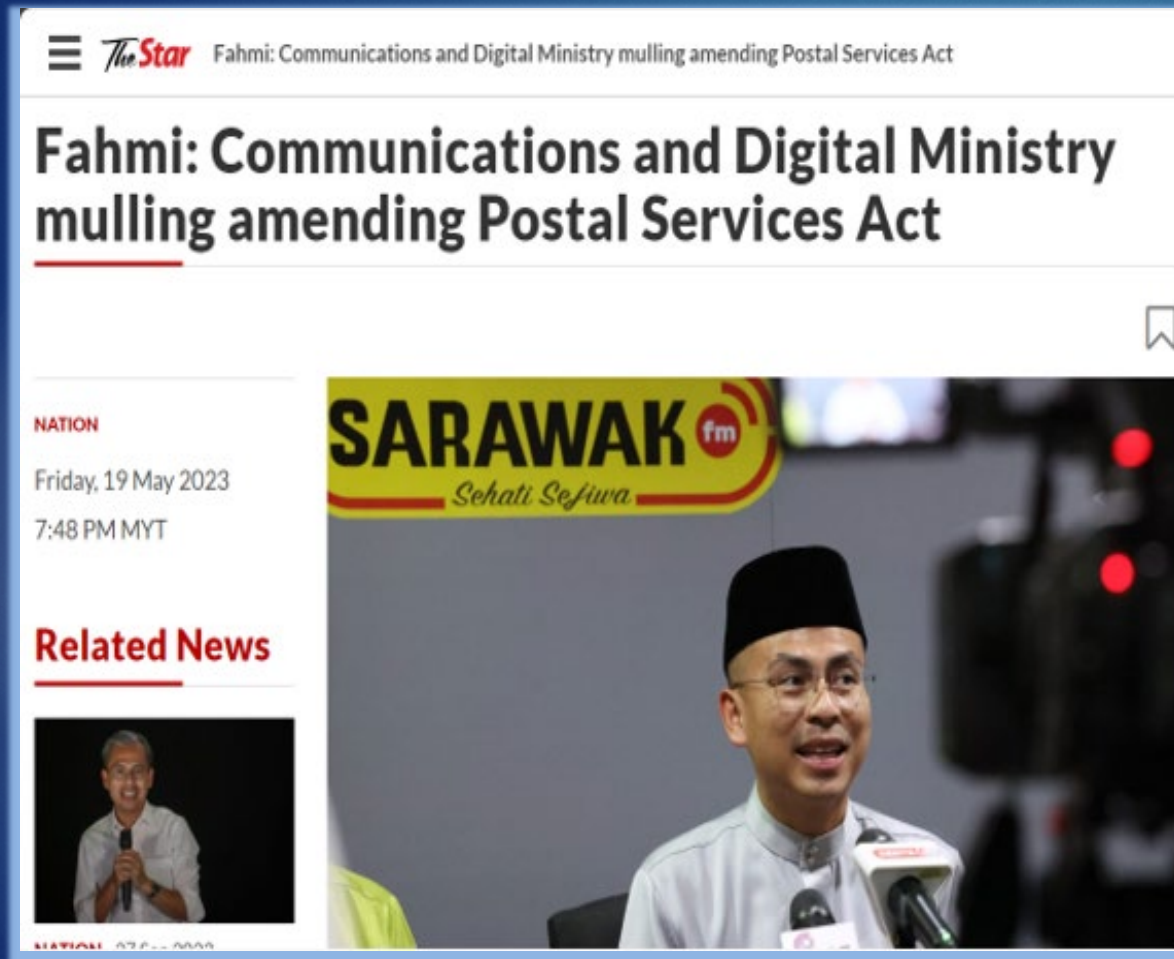 The Star Fahmi: Communications and Digital Ministry mulling amending Postal Services Act
Fahmi: Communications and Digital Ministry
mulling amending Postal Services Act
NATION
Friday, 19 May 2023
7:48 PM MYT
Related News
SARAWAK fm
Sehati Sejiwa
NATION